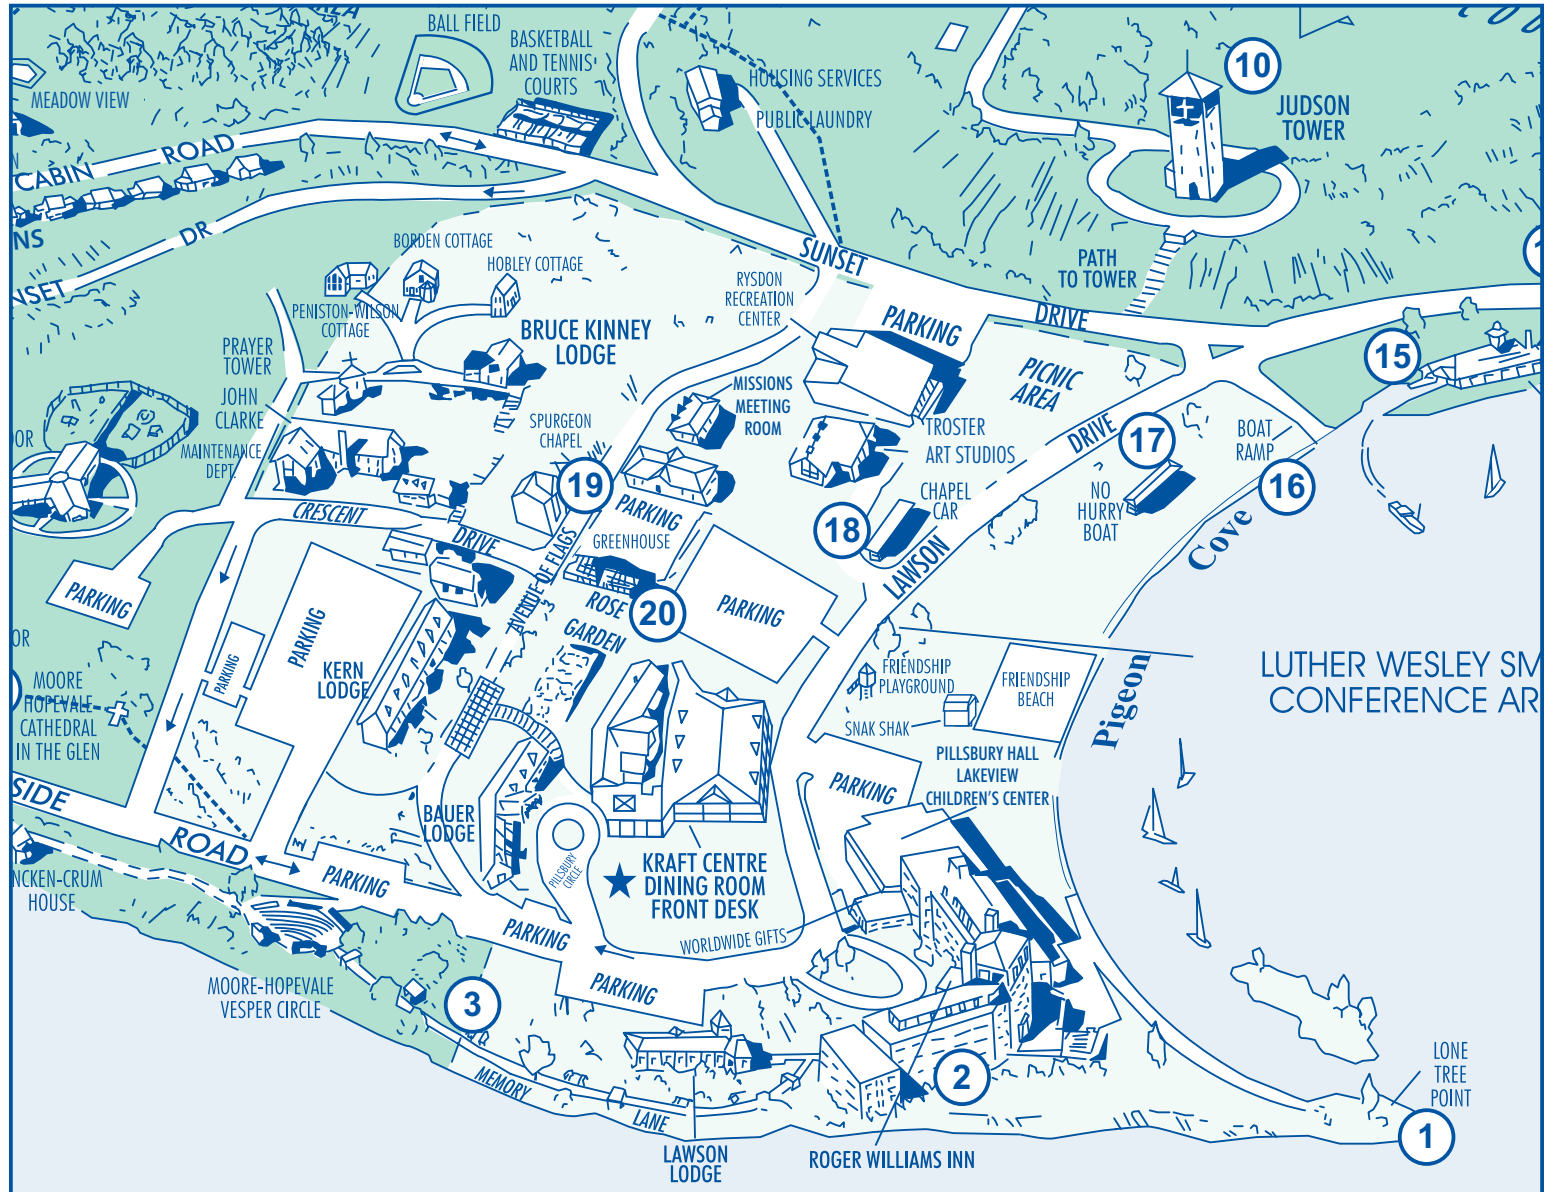 BALL FIELD
BASKETBALL
AND TENNIS
COURTS
MEADOW VIEW
HOUSING SERVICES
PUBLIC LAUNDRY
10
JUDSON
TOWER
CABIN ROAD
NS
DR
NSET
SUNSET
DRIVE
PATH
TO TOWER
BORDEN COTTAGE
HOBLEY COTTAGE
PENISTON-WILSON
COTTAGE
RYSDON
RECREATION
CENTER
PARKING
BRUCE KINNEY
LODGE
PRAYER
TOWER
JOHN
CLARKE
MAINTENANCE
DEPT.
PICNIC
AREA
15
MISSIONS
MEETING
ROOM
SPURGEON
CHAPEL
TROSTER
ART STUDIOS
DRIVE
17
BOAT
RAMP
16
OOR
19
CHAPEL
CAR
NO
HURRY
BOAT
18
CRESCENT
DRIVE
PARKING
GREENHOUSE
AVENUE OF FLAGS
LAWSON
Pigeon Cove
PARKING
PARKING
PARKING
ROSE
GARDEN
20
PARKING
OR
KERN
LODGE
PARKING
MOORE
HOPEVALE
CATHEDRAL
IN THE GLEN
FRIENDSHIP
PLAYGROUND
FRIENDSHIP
BEACH
SNAK SHAK
LUTHER WESLEY SM
CONFERENCE AR
PILLSBURY HALL
LAKEVIEW
CHILDREN'S CENTER
PARKING
SIDE
ROAD
BAUER
LODGE
PILLSBURY
CIRCLE
KRAFT CENTRE
DINING ROOM
FRONT DESK
PARKING
NCKEN-CRUM
HOUSE
PARKING
WORLDWIDE GIFTS
PARKING
MOORE-HOPEVALE
VESPER CIRCLE
3
MEMORY
LANE
2
LONE
TREE
POINT
1
LAWSON
LODGE
ROGER WILLIAMS INN